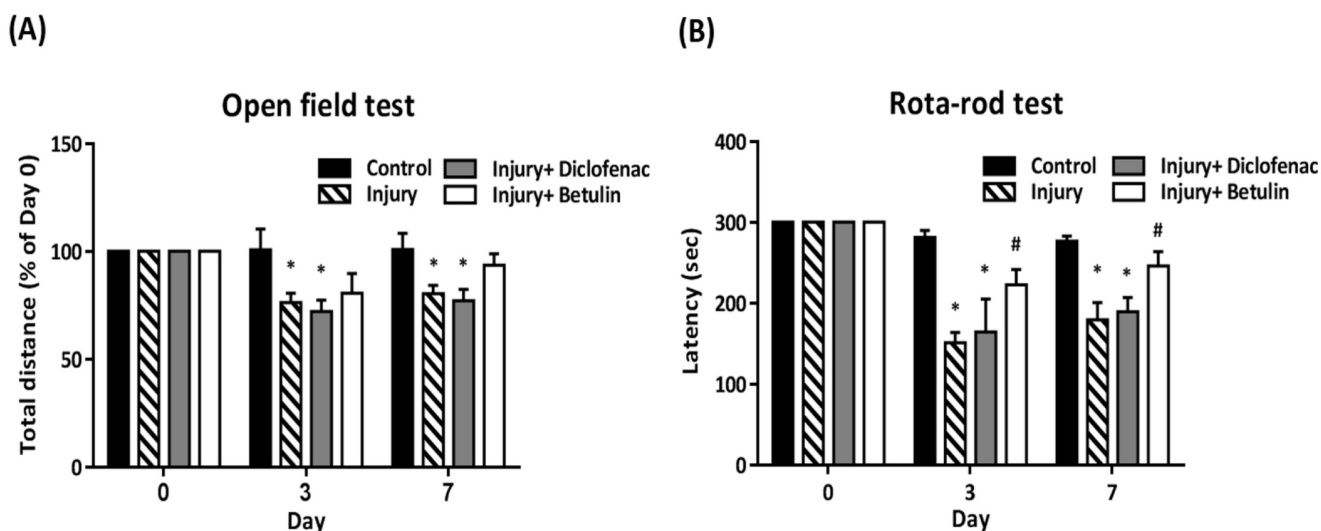 (A)
Open field test
Total distance (% of Day 0)
150
100
50
0
Control
Injury+ Diclofenac
Injury
Injury+ Betulin
* *
* *
0 3 7
Day
(B)
Rota-rod test
Latency (sec)
400
300
200
400
0
Control
Injury+ Diclofenac
Injury
Injury+ Betulin
* * #
* * #
0 3 7
Day